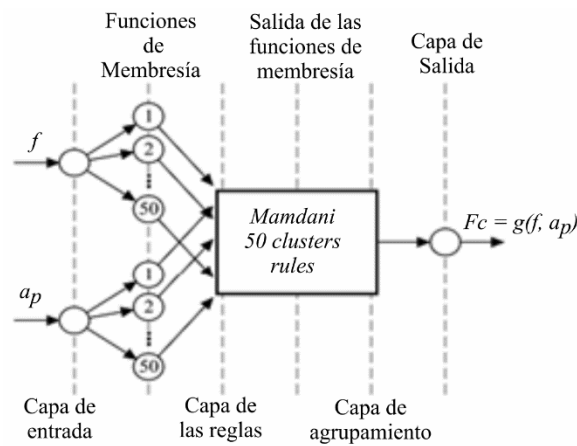 Funciones
de
Membresía
Salida de las
funciones de
membresía
Capa de
Salida
f
1
2
50
Mamdani
50 clusters
rules
Fc = g(f, ap)
ap
1
2
50
Capa de
entrada
Capa de
las reglas
Capa de
agrupamiento